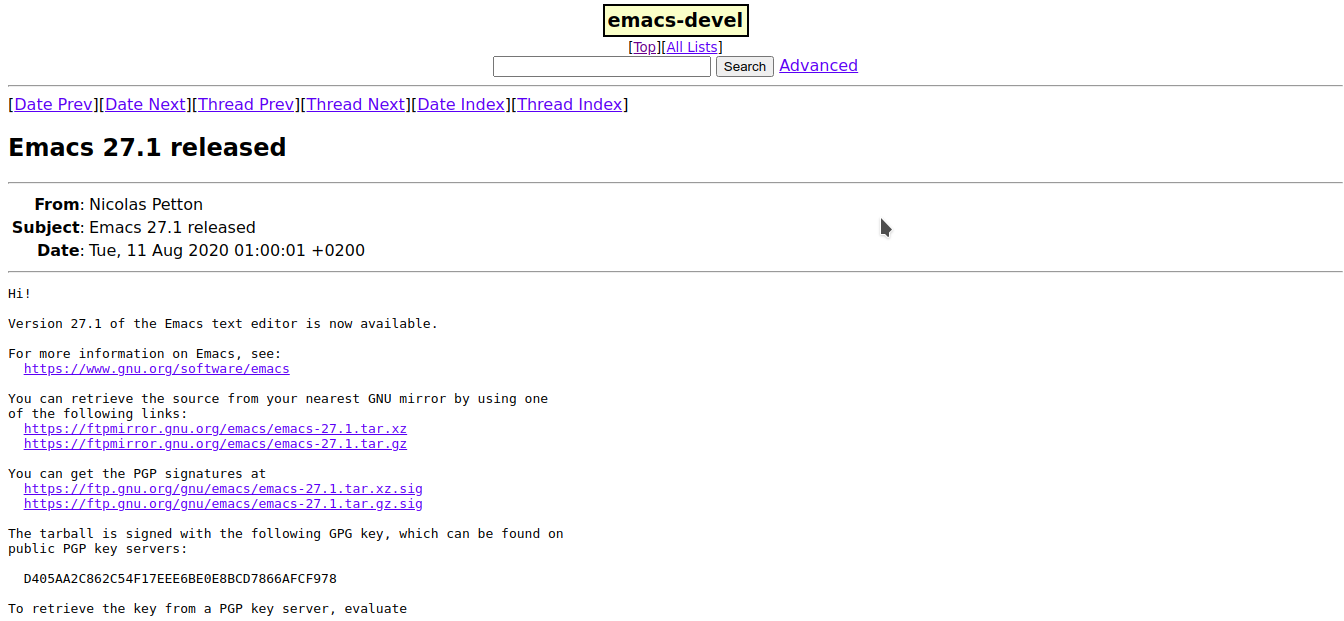 emacs-devel
[Top][All Lists]
Search Advanced
[Date Prev][Date Next][Thread Prev][Thread Next][Date Index][Thread Index]
Emacs 27.1 released
From: Nicolas Petton
Subject: Emacs 27.1 released
Date: Tue, 11 Aug 2020 01:00:01 +0200
Hi!
Version 27.1 of the Emacs text editor is now available.
For more information on Emacs, see:
https://www.gnu.org/software/emacs
You can retrieve the source from your nearest GNU mirror by using one
of the following links:
https://ftpmirror.gnu.org/emacs/emacs-27.1.tar.xz
https://ftpmirror.gnu.org/emacs/emacs-27.1.tar.gz
You can get the PGP signatures at
https://ftp.gnu.org/gnu/emacs/emacs-27.1.tar.xz.sig
https://ftp.gnu.org/gnu/emacs/emacs-27.1.tar.gz.sig
The tarball is signed with the following GPG key, which can be found on
public PGP key servers:
D405AA2C862C54F17EEE6BE0E8BCD7866AFCF978
To retrieve the key from a PGP key server, evaluate